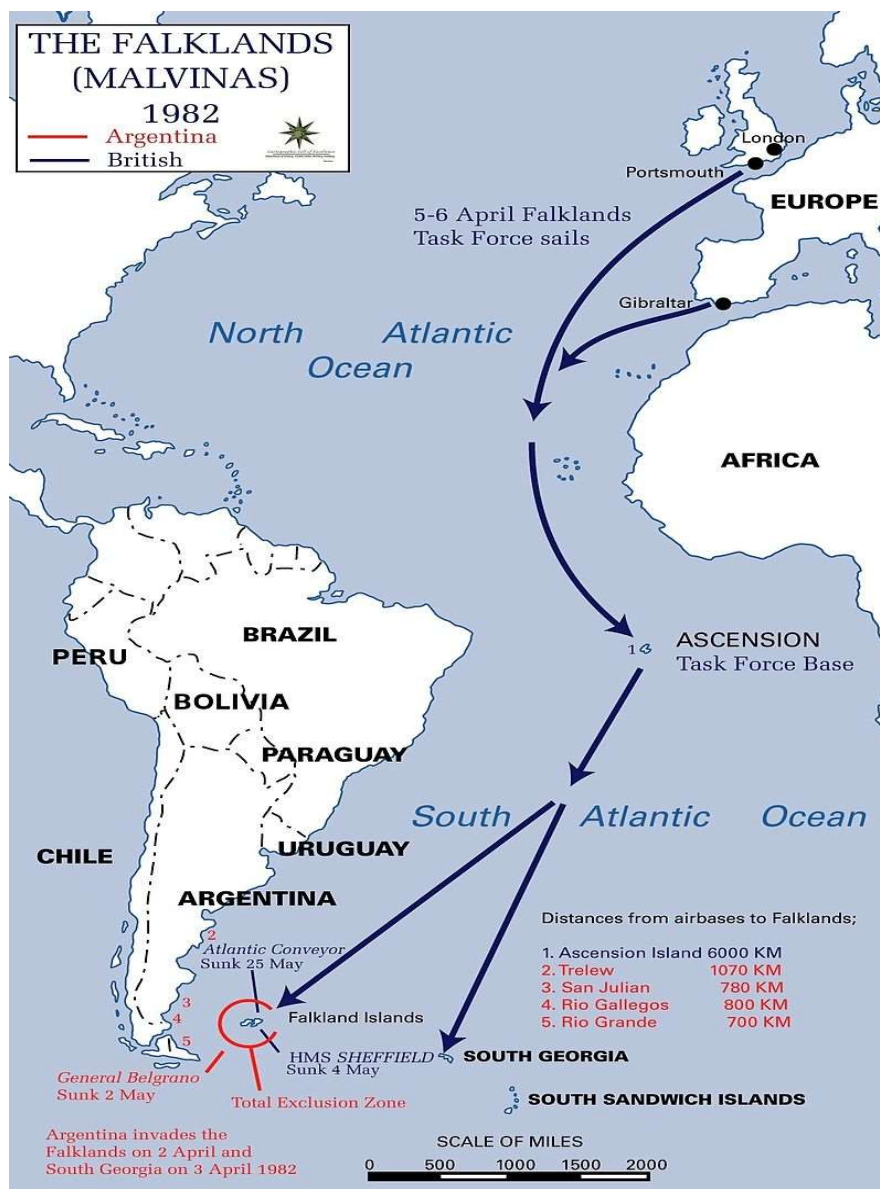 THE FALKLANDS
(MALVINAS)
1982
Argentina
British
London
Portsmouth
EUROPE
5-6 April Falklands
Task Force sails
Gibraltar
North Atlantic
Ocean
AFRICA
BRAZIL
PERU
1
ASCENSION
Task Force Base
BOLIVIA
PARAGUAY
South Atlantic Ocean
URUGUAY
CHILE
ARGENTINA
2
Atlantic Conveyor
Sunk 25 May
Distances from airbases to Falklands;
1. Ascension Island 6000 KM
2. Trelew 1070 KM
3. San Julian 780 KM
4. Rio Gallegos 800 KM
5. Rio Grande 700 KM
3
4
5
Falkland Islands
HMS SHEFFIELD
Sunk 4 May
SOUTH GEORGIA
General Belgrano
Sunk 2 May
Total Exclusion Zone
SOUTH SANDWICH ISLANDS
Argentina invades the
Falklands on 2 April and
South Georgia on 3 April 1982
SCALE OF MILES
0 500 1000 1500 2000